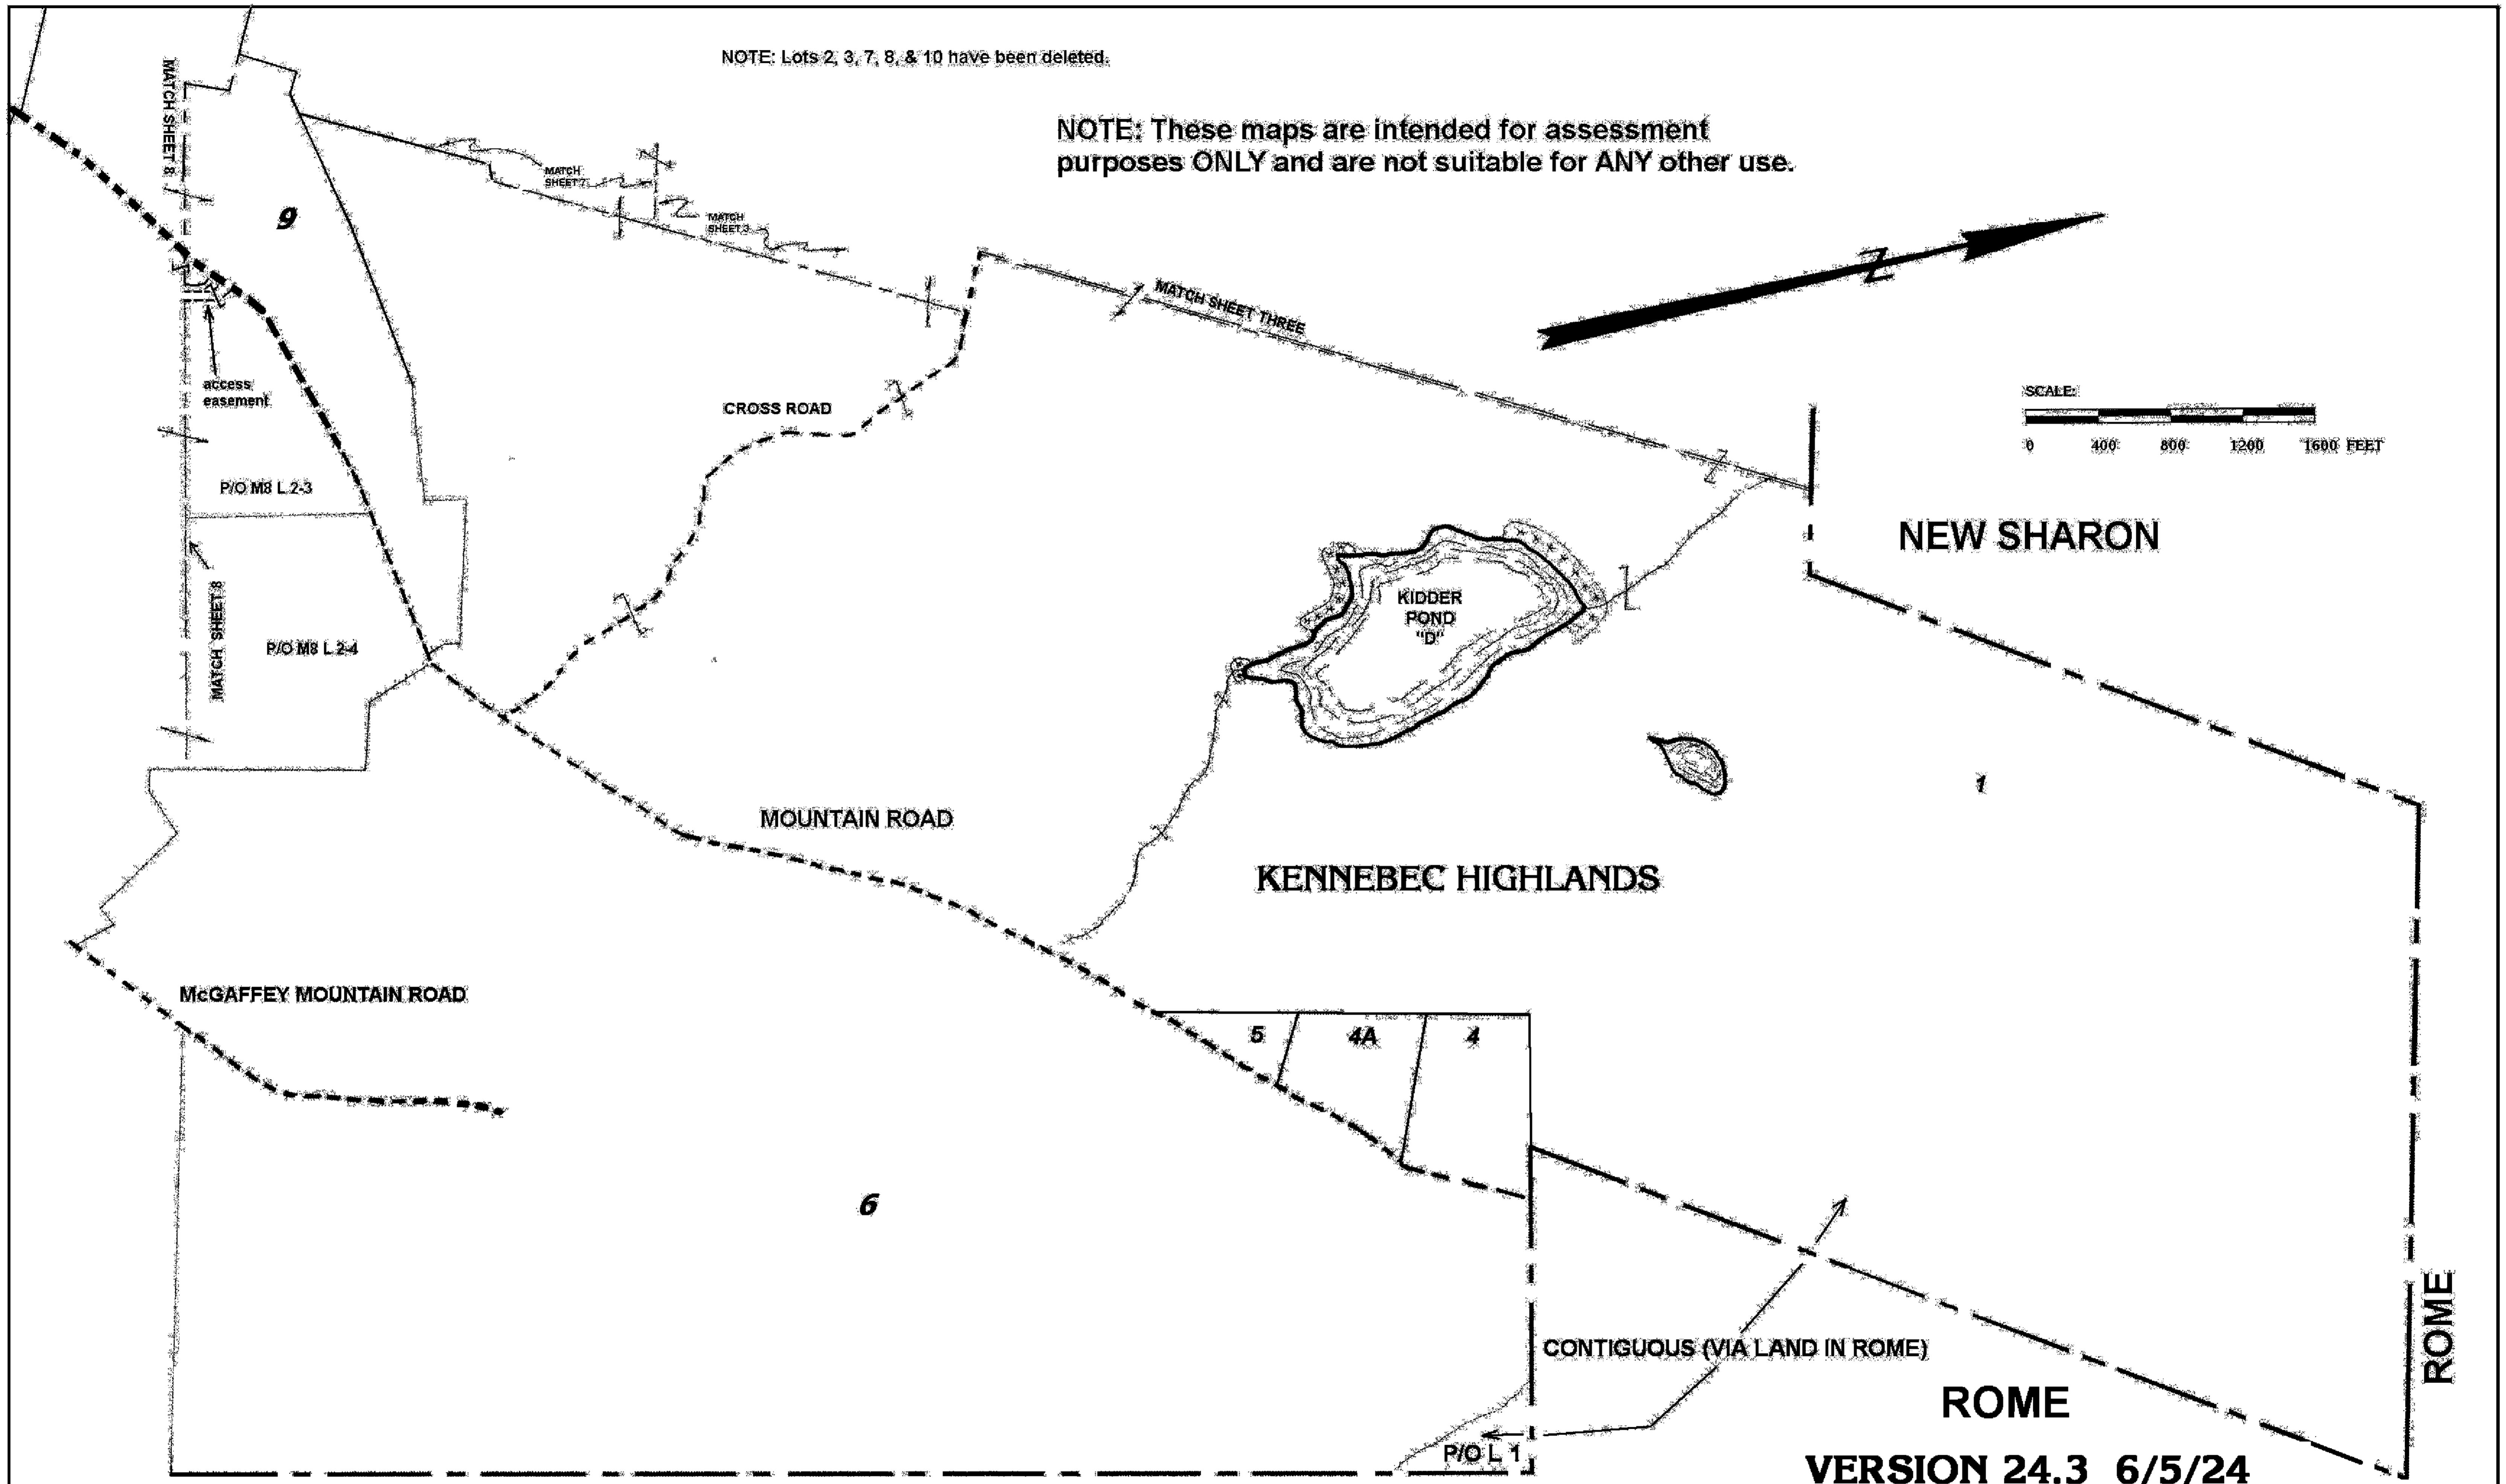 NOTE: Lots 2, 3, 7, 8, & 10 have been deleted.
NOTE: These maps are intended for assessment
purposes ONLY and are not suitable for ANY other use.
MATCH SHEET 8
9
MATCH
SHEET 7
MATCH
SHEET 3
Z
MATCH SHEET THREE
access
easement
CROSS ROAD
SCALE:
0 400 800 1200 1600 FEET
P/O M8 L 2-3
NEW SHARON
MATCH SHEET 8
P/O M8 L 2-4
KIDDER
POND
"D"
1
MOUNTAIN ROAD
KENNEBEC HIGHLANDS
McGAFFEY MOUNTAIN ROAD
5
4A
4
6
CONTIGUOUS (VIA LAND IN ROME)
ROME
ROME
P/O L 1
VERSION 24.3 6/5/24